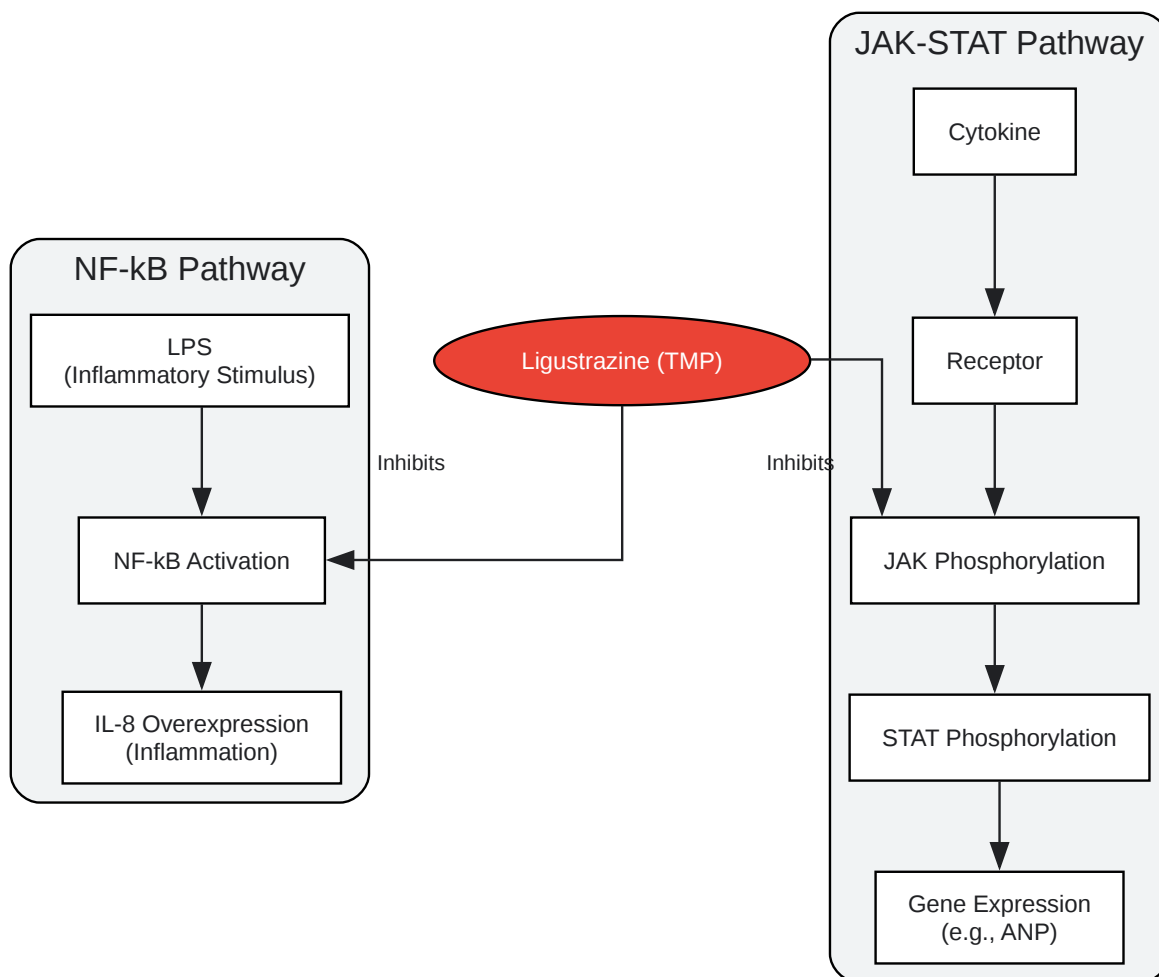 NF-kB Pathway
LPS
(Inflammatory Stimulus)
NF-kB Activation
IL-8 Overexpression
(Inflammation)
Ligustrazine (TMP)
Inhibits
Inhibits
JAK-STAT Pathway
Cytokine
Receptor
JAK Phosphorylation
STAT Phosphorylation
Gene Expression
(e.g., ANP)